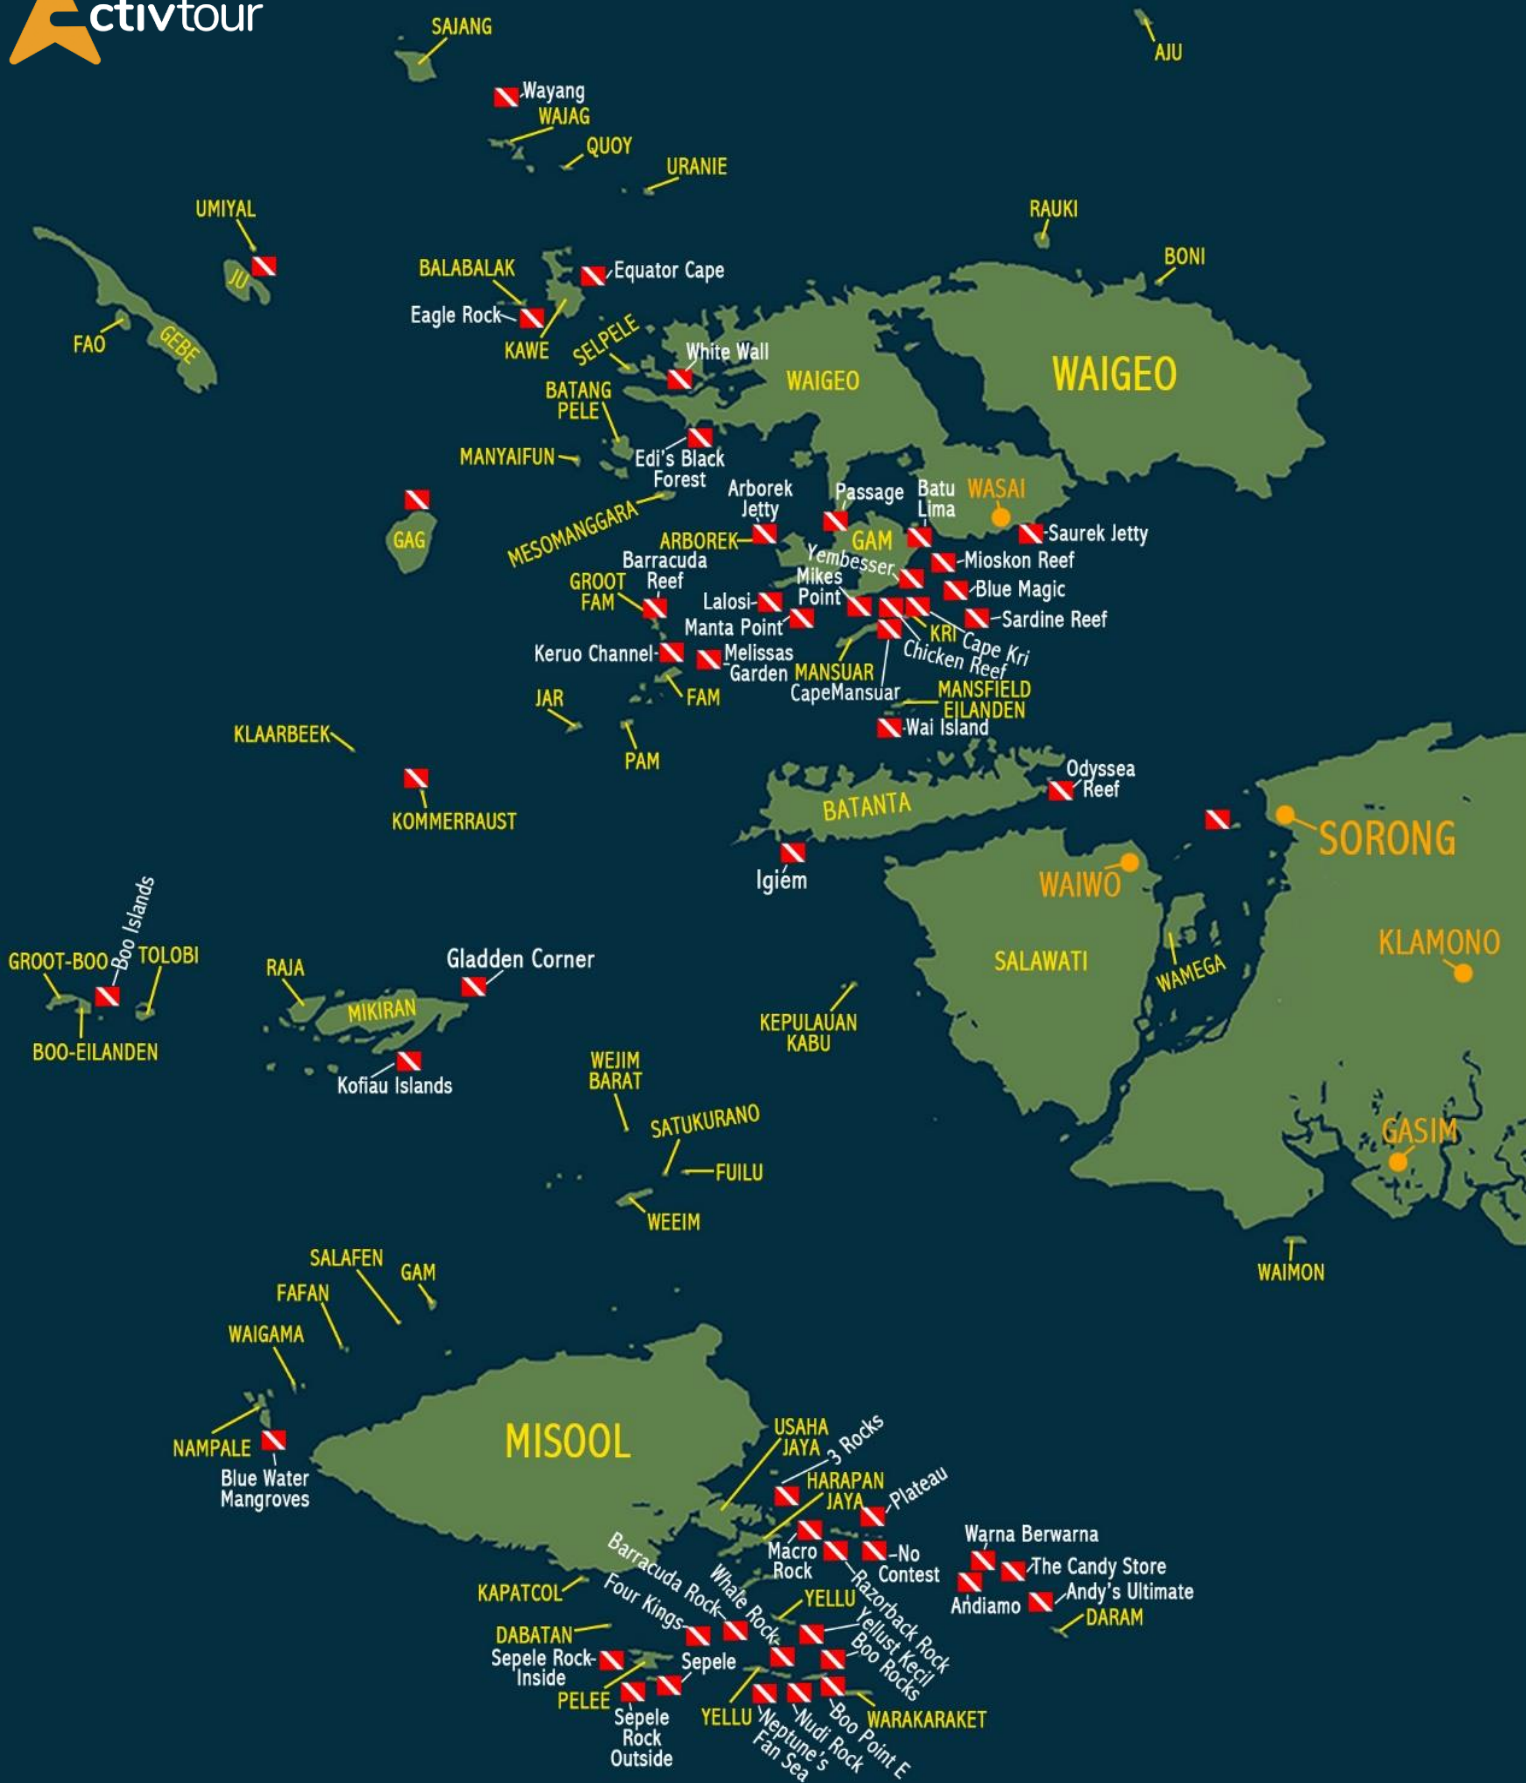 ctivtour
SAJANG
AJU
Wayang
WAJAG
QUOY
URANIE
UMIYAL
RAUKI
BONI
JU
BALABALAK
Equator Cape
Eagle Rock
FAO
GEBE
KAWE
SELPELE
White Wall
WAIGEO
WAIGEO
BATANG
PELE
MANYAIFUN
Edi's Black
Forest
MESOMANGGARA
Arborek
Jetty
Passage
Batu
Lima
WASAI
GAG
ARBOREK
GAM
Saurek Jetty
Yembesser
Mioskon Reef
Barracuda
Reef
GROOT
FAM
Mikes
Point
Blue Magic
Lalosi
Manta Point
Sardine Reef
KRI
Cape Kri
Chicken Reef
Keruo Channel
Melissas
Garden
MANSUAR
CapeMansuar
FAM
MANSFIELD
EILANDEN
JAR
Wai Island
KLAARBEEK
PAM
KOMMERRAUST
Odyssea
Reef
BATANTA
SORONG
Igiem
WAIWO
Boo Islands
GROOT-BOO
TOLOBI
BOO-EILANDEN
RAJA
MIKIRAN
Gladden Corner
Kofiau Islands
KEPULAUAN
KABU
SALAWATI
WAMEGA
KLAMONO
WEJIM
BARAT
SATUKURANO
FUILU
WEEIM
GASIM
WAIMON
SALAFEN
GAM
FAFAN
WAIGAMA
NAMPALE
Blue Water
Mangroves
MISOOL
USAHA
JAYA
3 Rocks
HARAPAN
JAYA
Plateau
Macro
Rock
No
Contest
Razorback Rock
Warna Berwarna
The Candy Store
Andiamo
Andy's Ultimate
DARAM
Barracuda Rock
Four Kings
Whale Rock
KAPATCOL
YELLU
Yellust Kecil
Boo Rocks
DABATAN
Sepele Rock
Inside
Sepele
PELEE
Sepele
Rock
Outside
YELLU
Neptune's
Fan Sea
Nudi Rock
Boo Point E
WARAKARAKET